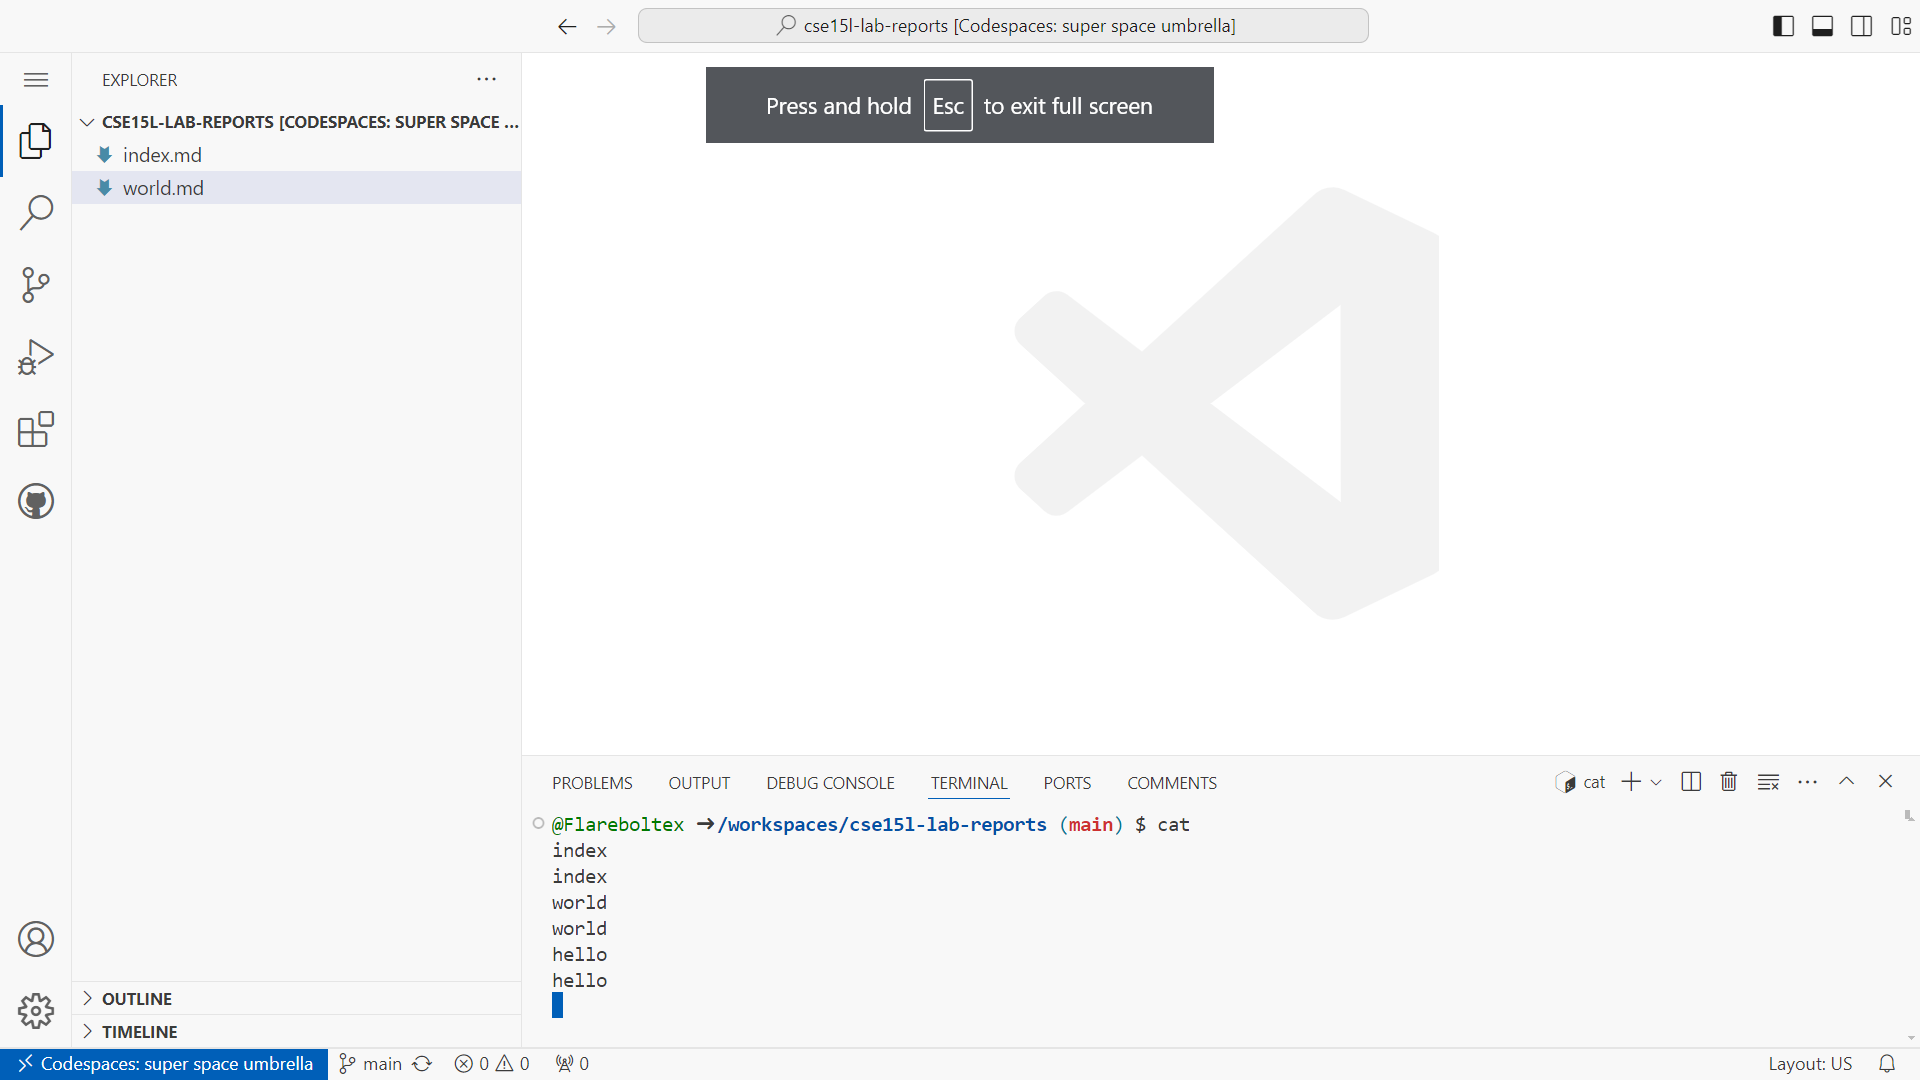 cse15l-lab-reports [Codespaces: super space umbrella]
EXPLORER
CSE15L-LAB-REPORTS [CODESPACES: SUPER SPACE ...
index.md
world.md
Press and hold Esc to exit full screen
PROBLEMS OUTPUT DEBUG CONSOLE TERMINAL PORTS COMMENTS
cat
@Flareboltex ➜/workspaces/cse15l-lab-reports (main) $ cat
index
index
world
world
hello
hello
OUTLINE
TIMELINE
Codespaces: super space umbrella main 0 0 0 Layout: US